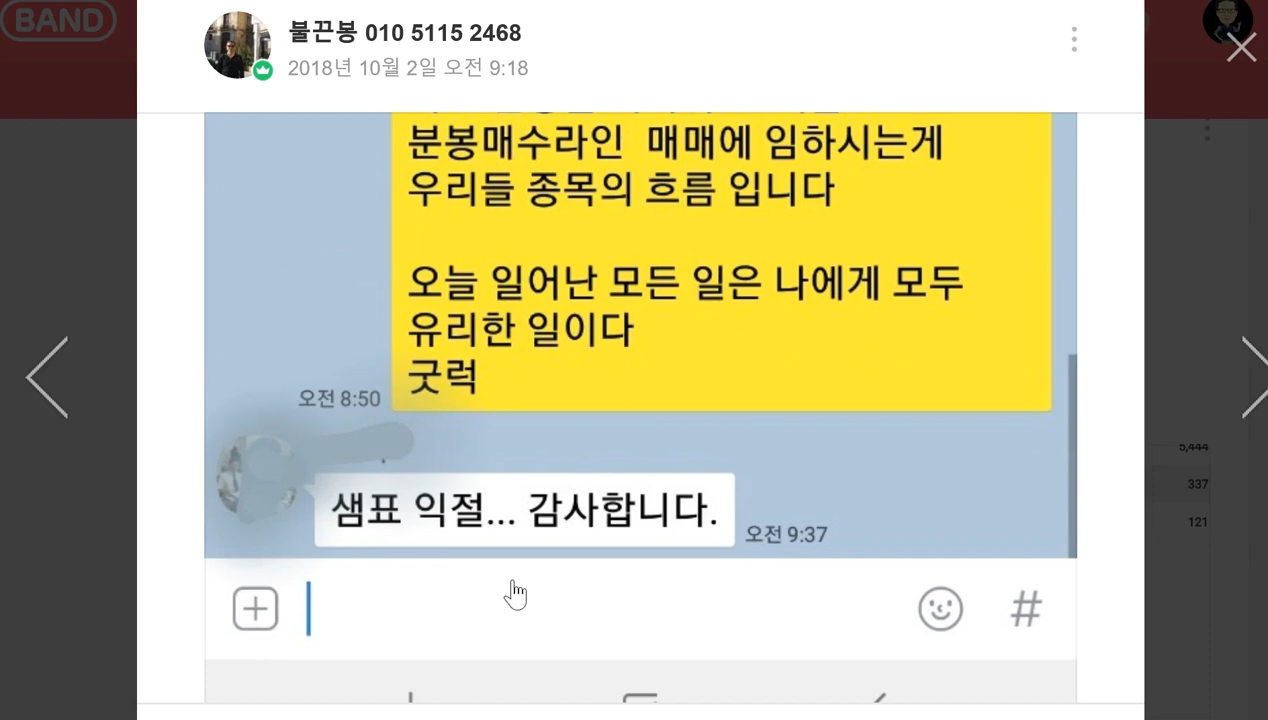 BAND
불끈봉 010 5115 2468
2018년 10월 2일 오전 9:18
분봉매수라인 매매에 임하시는게
우리들 종목의 흐름 입니다
오늘 일어난 모든 일은 나에게 모두
유리한 일이다
굿럭
오전 8:50
샘표 익절... 감사합니다.
오전 9:37
#
5,444
337
121